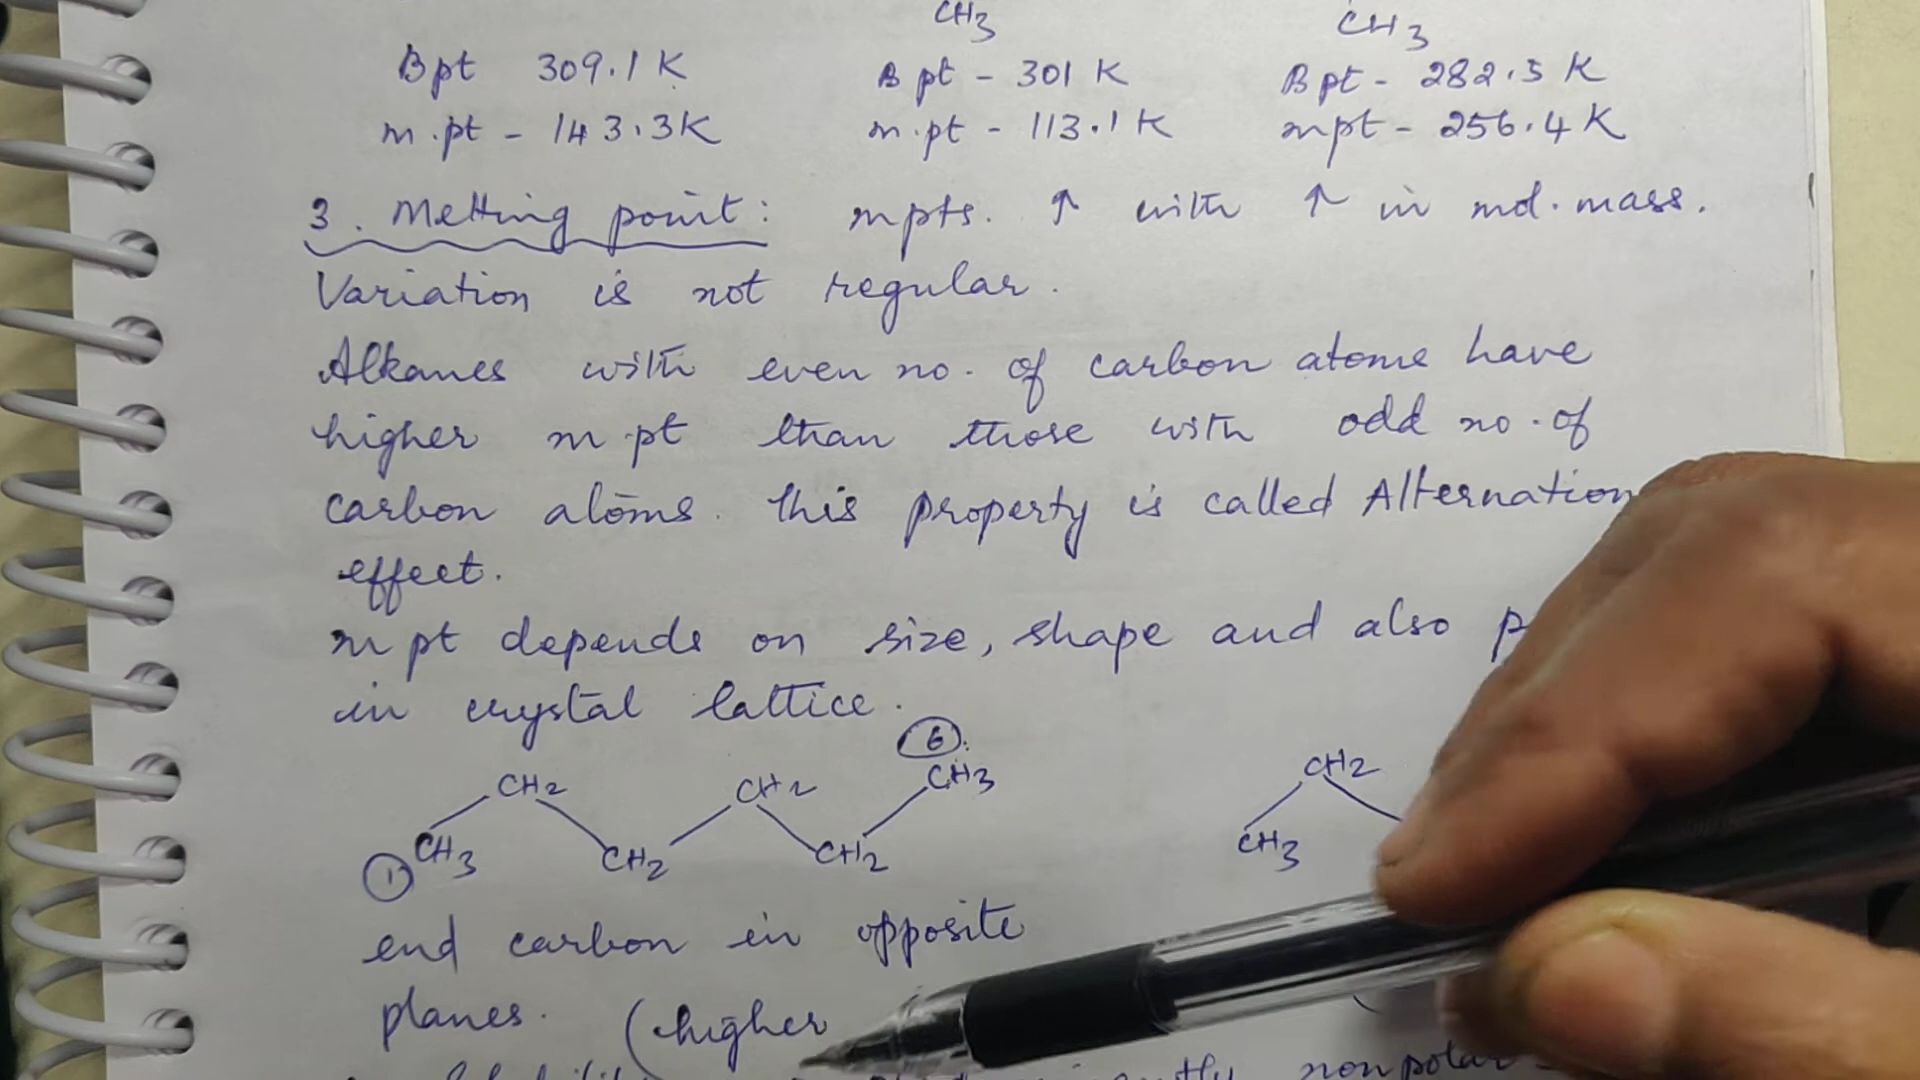 CH3 CH3
Bpt 309.1 K B pt - 301 K B pt - 282.5 K
m.pt - 143.3K m.pt - 113.1 K mpt - 256.4 K
3. Melting point: mpts. ↑ with ↑ in mol. mass.
Variation is not regular.
Alkanes with even no. of carbon atoms have
higher m.pt than those with odd no. of
carbon atoms. This property is called Alternation
effect.
m pt depends on size, shape and also
in crystal lattice.
6
CH2 CH2 CH3 CH2
CH3 CH2 CH2 CH3
1
end carbon in opposite
planes. (higher
nonpolar